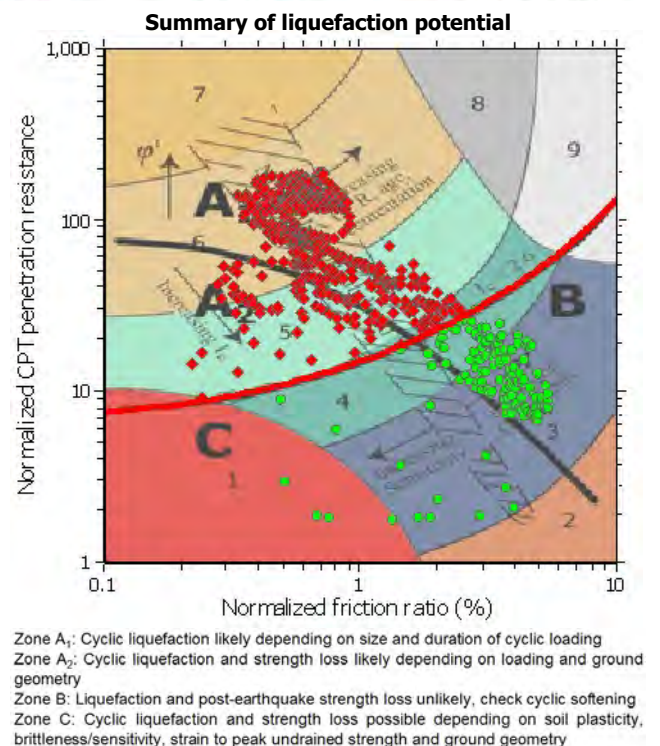 Summary of liquefaction potential
1,000
7
8
9
φ'
Increasing
A
100
6
A2
Increasing I
B
5
10
4
C
3
1
2
1
0.1
1
10
Normalized CPT penetration resistance
Normalized friction ratio (%)
Zone A1: Cyclic liquefaction likely depending on size and duration of cyclic loading
Zone A2: Cyclic liquefaction and strength loss likely depending on loading and ground
geometry
Zone B: Liquefaction and post-earthquake strength loss unlikely, check cyclic softening
Zone C: Cyclic liquefaction and strength loss possible depending on soil plasticity,
brittleness/sensitivity, strain to peak undrained strength and ground geometry